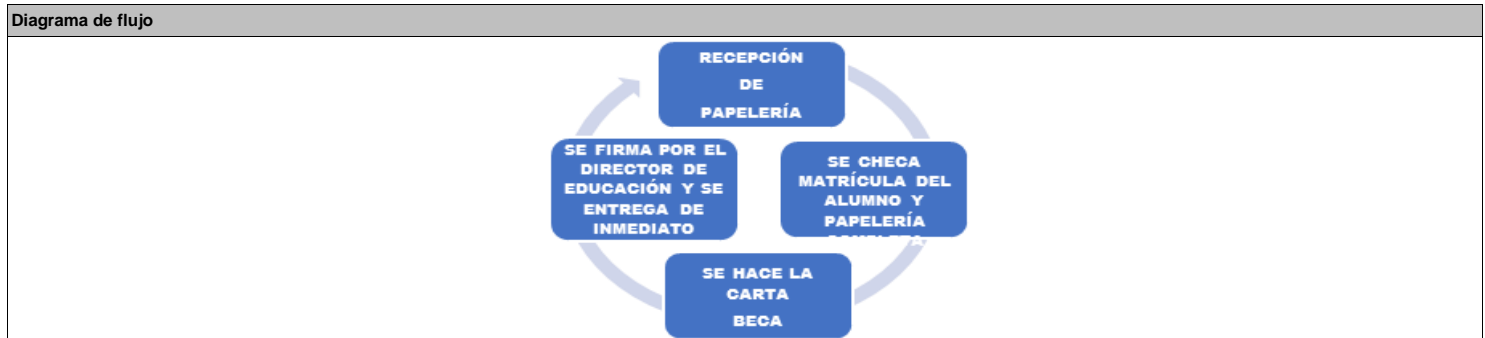 Diagrama de flujo
RECEPCIÓN
DE
PAPELERÍA
SE CHECA
MATRÍCULA DEL
ALUMNO Y
PAPELERÍA
SE HACE LA
CARTA
BECA
SE FIRMA POR EL
DIRECTOR DE
EDUCACIÓN Y SE
ENTREGA DE
INMEDIATO